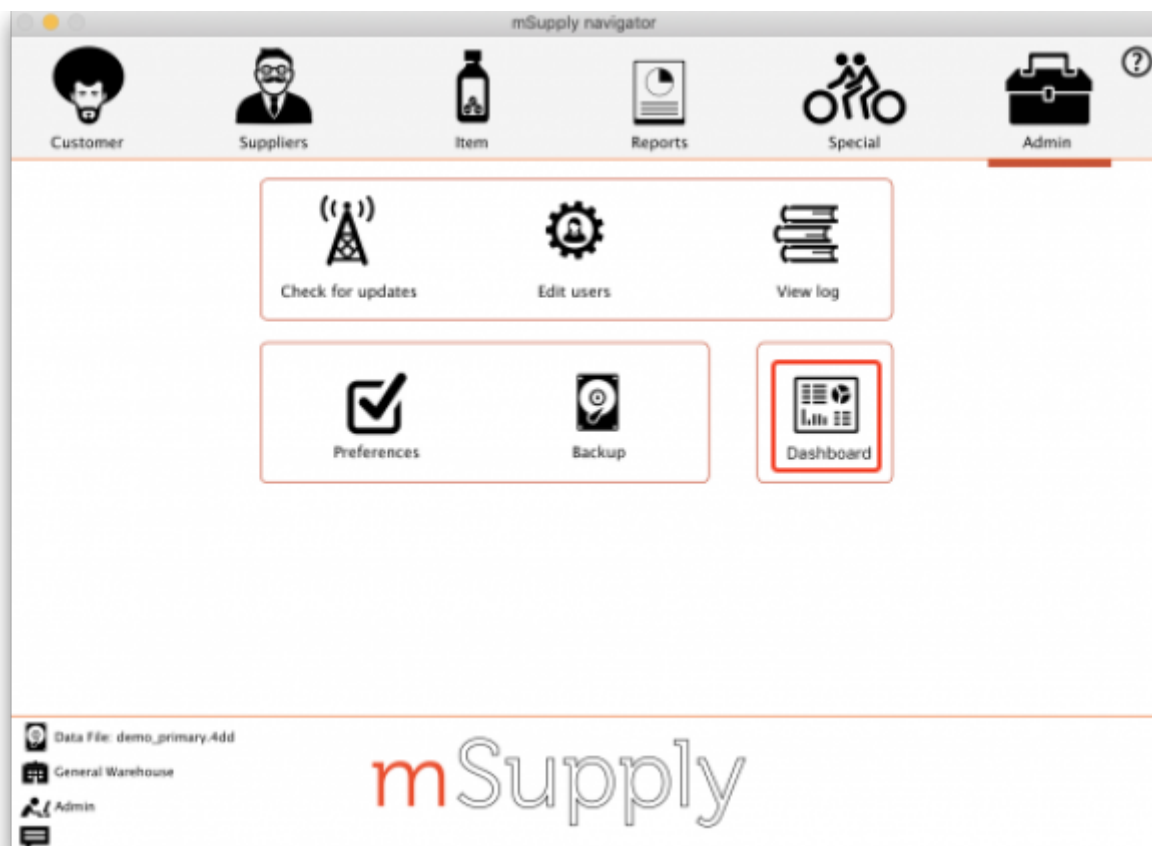 mSupply navigator
Customer Suppliers Item Reports Special Admin
Check for updates Edit users View log
Preferences Backup Dashboard
Data File: demo_primary.4dd
General Warehouse
Admin
mSupply